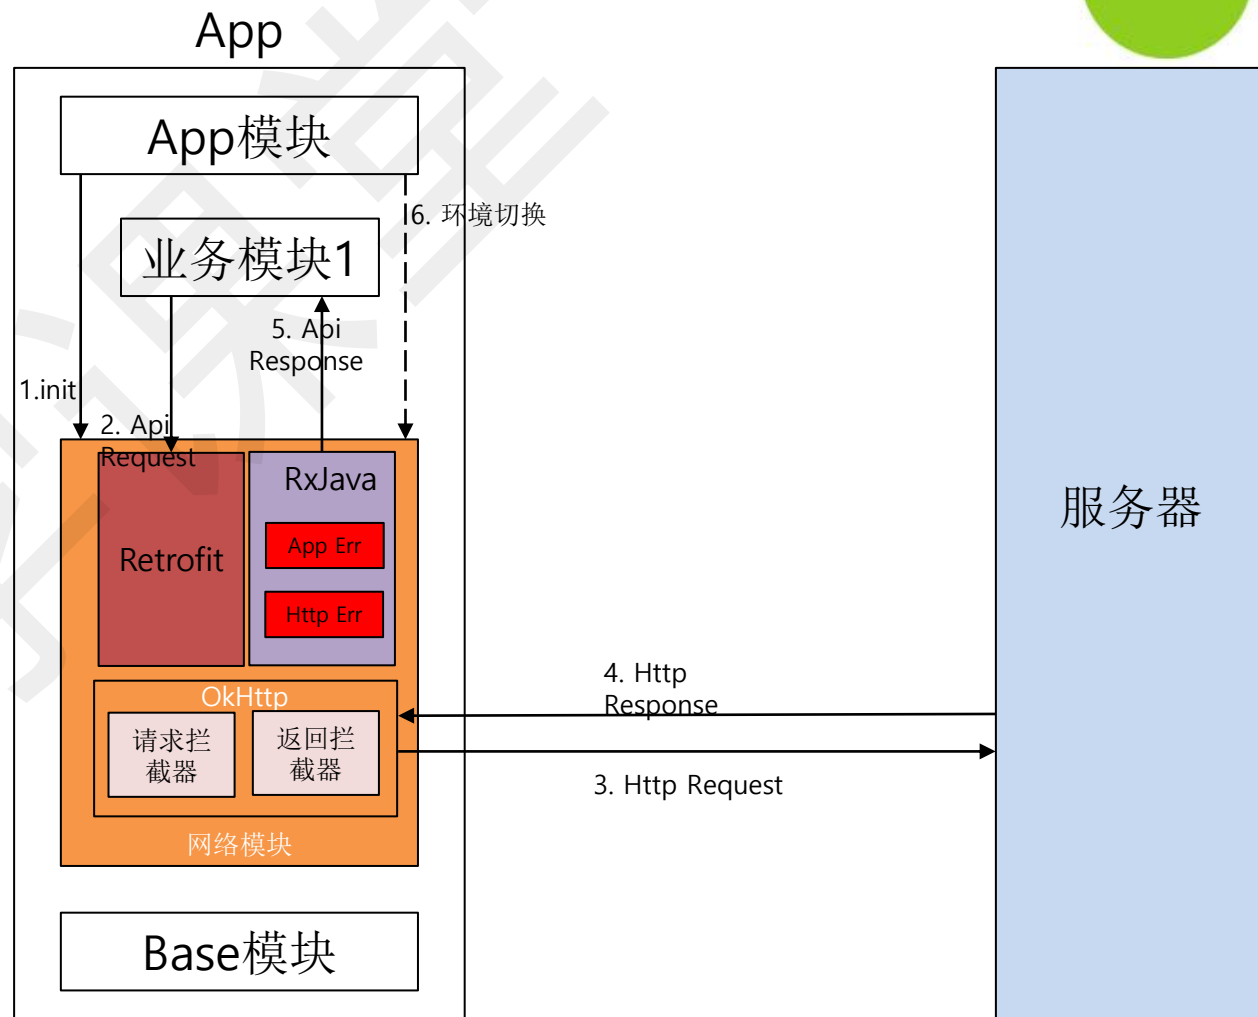 App
App模块
6. 环境切换
业务模块1
5. Api
Response
1.init
2. Api
Request
RxJava
Retrofit
App Err
Http Err
服务器
4. Http
Response
OkHttp
请求拦
截器
返回拦
截器
3. Http Request
网络模块
Base模块